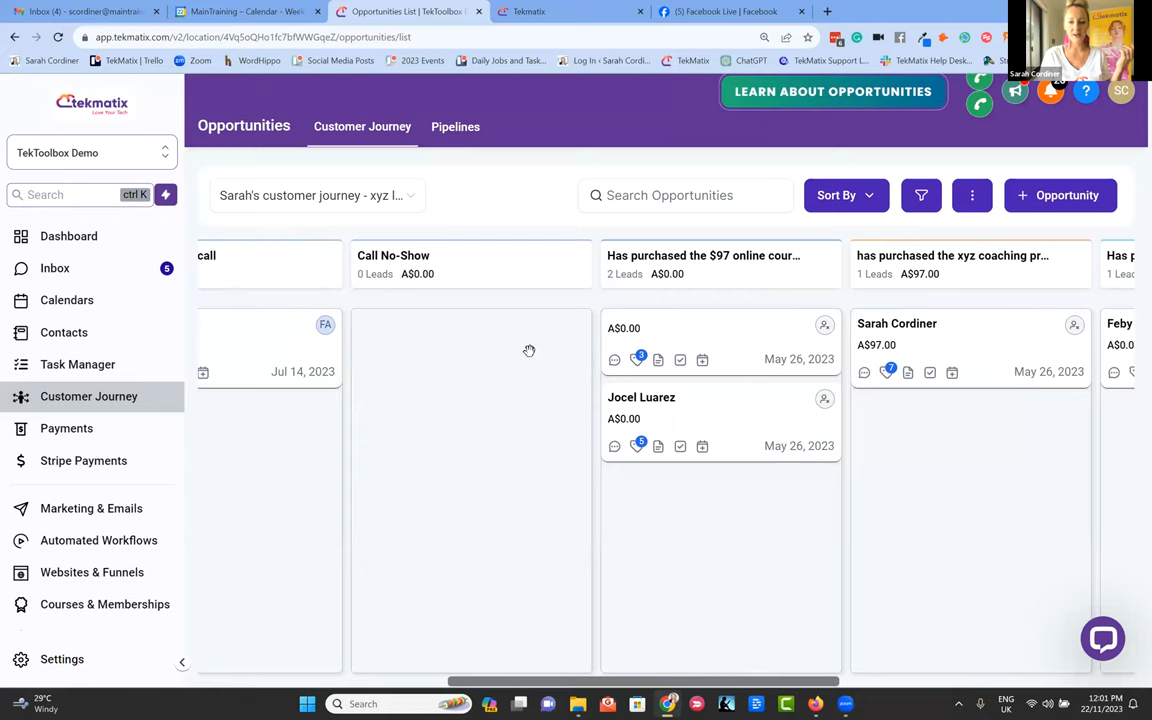 Inbox (4) - scordiner@maintrain
MainTraining – Calendar - Week
Opportunities List | TekToolbox
Tekmatix
(5) Facebook Live | Facebook
app.tekmatix.com/v2/location/4Vq5oQHo1fc7bfWWGqeZ/opportunities/list
Sarah Cordiner
TekMatix | Trello
Zoom
WordHippo
Social Media Posts
2023 Events
Daily Jobs and Task...
Log In ‹ Sarah Cordi...
TekMatix
ChatGPT
TekMatix Support L...
TekMatix Help Desk...
Sarah Cordiner
tekmatix
Love Your Tech
LEARN ABOUT OPPORTUNITIES
SC
Opportunities
Customer Journey
Pipelines
TekToolbox Demo
Search
ctrl K
Sarah's customer journey - xyz l...
Search Opportunities
Sort By
+ Opportunity
Dashboard
Inbox
5
Calendars
Contacts
Task Manager
Customer Journey
Payments
Stripe Payments
Marketing & Emails
Automated Workflows
Websites & Funnels
Courses & Memberships
Settings
call
Call No-Show
0 Leads A$0.00
Has purchased the $97 online cour...
2 Leads A$0.00
has purchased the xyz coaching pr...
1 Leads A$97.00
Has p
1 Leac
FA
Jul 14, 2023
A$0.00
3
May 26, 2023
Jocel Luarez
A$0.00
5
May 26, 2023
Sarah Cordiner
A$97.00
7
May 26, 2023
Feby
A$0.0
29°C
Windy
Search
ENG
UK
12:01 PM
22/11/2023